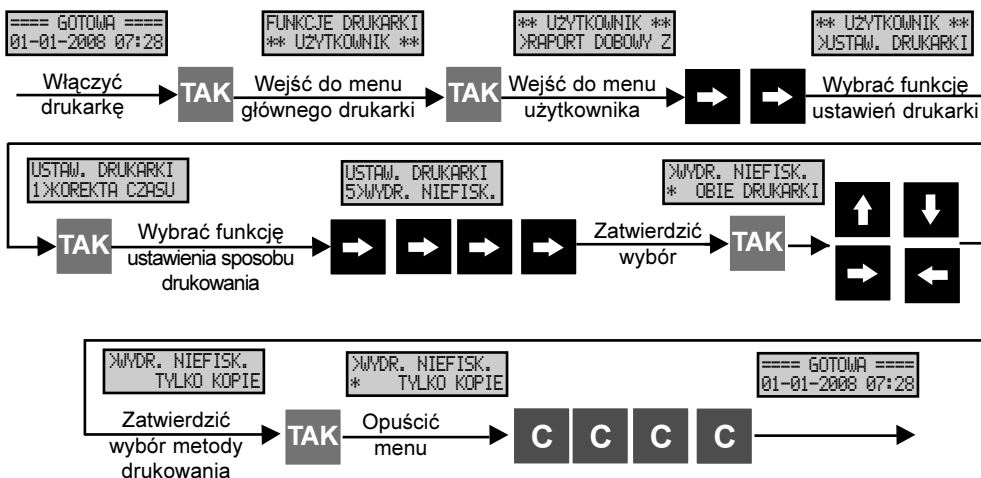 ==== GOTOWA ====
01-01-2008 07:28
FUNKCJE DRUKARKI
** UŻYTKOWNIK **
** UŻYTKOWNIK **
>RAPORT DOBOWY Z
** UŻYTKOWNIK **
>USTAW. DRUKARKI
Włączyć
drukarkę
TAK
Wejść do menu
głównego drukarki
TAK
Wejść do menu
użytkownika
Wybrać funkcję
ustawień drukarki
USTAW. DRUKARKI
1>KOREKTA CZASU
USTAW. DRUKARKI
5>WYDR. NIEFISK.
>WYDR. NIEFISK.
* OBIE DRUKARKI
TAK
Wybrać funkcję
ustawienia sposobu
drukowania
Zatwierdzić
wybór
TAK
>WYDR. NIEFISK.
TYLKO KOPIE
>WYDR. NIEFISK.
* TYLKO KOPIE
==== GOTOWA ====
01-01-2008 07:28
Zatwierdzić
wybór metody
drukowania
TAK
Opuścić
menu
C C C C